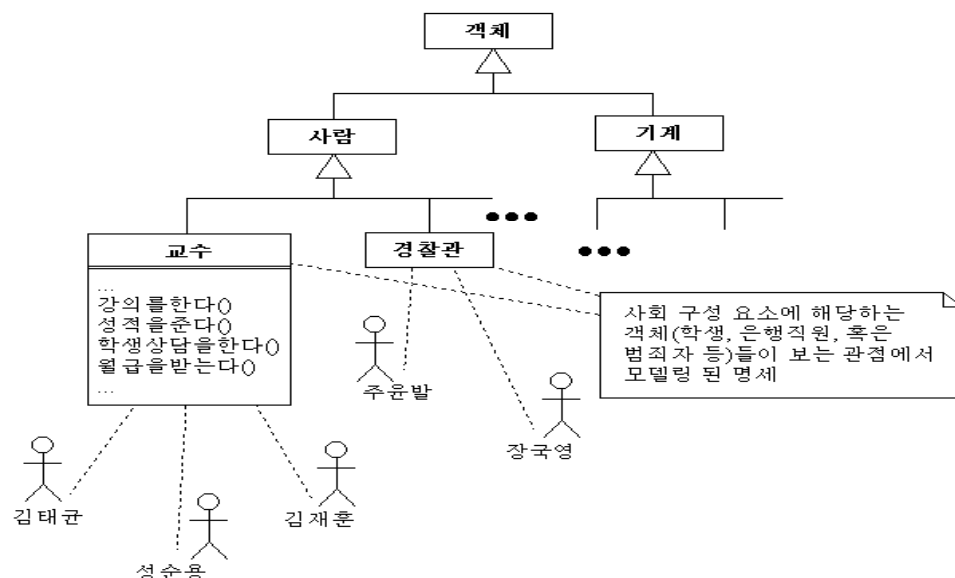 객체
사람
기계
교수
경찰관
...
강의를한다()
성적을준다()
학생상담을한다()
월급을받는다()
...
사회 구성 요소에 해당하는
객체(학생, 은행직원, 혹은
범죄자 등)들이 보는 관점에서
모델링 된 명세
주윤발
장국영
김태균
김재훈
성순용